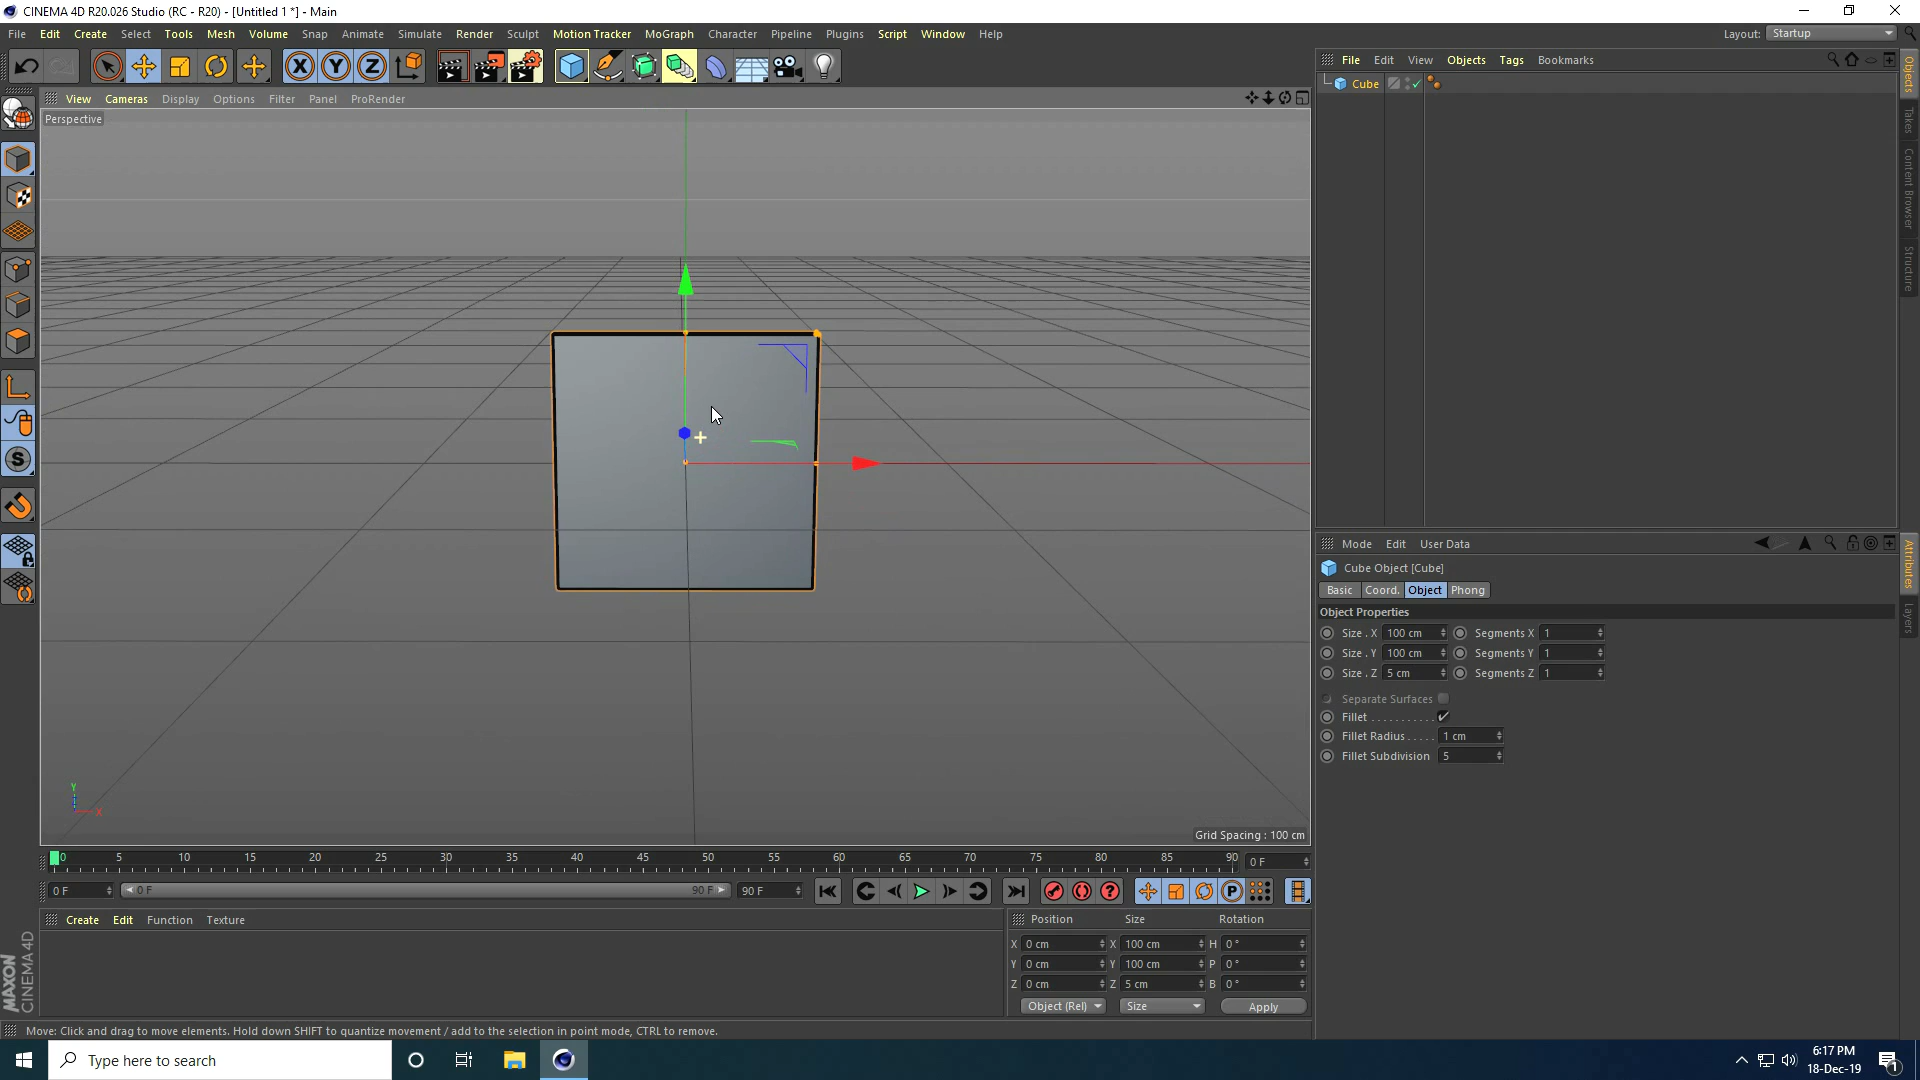 CINEMA 4D R20.026 Studio (RC - R20) - [Untitled 1 *] - Main
File Edit Create Select Tools Mesh Volume Snap Animate Simulate Render Sculpt Motion Tracker MoGraph Character Pipeline Plugins Script Window Help Layout: Startup
X Y Z
File Edit View Objects Tags Bookmarks
Cube
View Cameras Display Options Filter Panel ProRender
Perspective
Objects
Takes
Content Browser
Structure
S
Mode Edit User Data
Cube Object [Cube]
Basic Coord. Object Phong
Object Properties
Size . X 100 cm Segments X 1
Size . Y 100 cm Segments Y 1
Size . Z 5 cm Segments Z 1
Separate Surfaces
Fillet . . . . . . . . . . .
Fillet Radius . . . . . 1 cm
Fillet Subdivision 5
Attributes
Layers
Y
X
Grid Spacing : 100 cm
0 5 10 15 20 25 30 35 40 45 50 55 60 65 70 75 80 85 90 0 F
0 F 0 F 90 F 90 F ? P
Create Edit Function Texture
Position Size Rotation
X 0 cm X 100 cm H 0 °
Y 0 cm Y 100 cm P 0 °
Z 0 cm Z 5 cm B 0 °
Object (Rel) Size Apply
MAXON
CINEMA 4D
Move: Click and drag to move elements. Hold down SHIFT to quantize movement / add to the selection in point mode, CTRL to remove.
Type here to search
6:17 PM
18-Dec-19
1